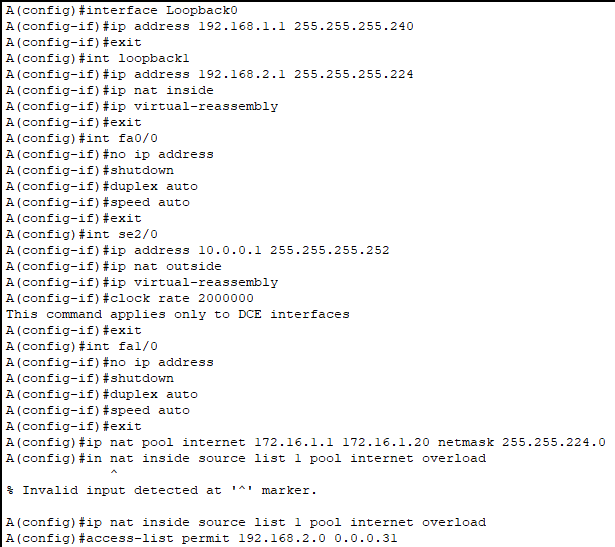 A(config)#interface Loopback0
A(config-if)#ip address 192.168.1.1 255.255.255.240
A(config-if)#exit
A(config)#int loopback1
A(config-if)#ip address 192.168.2.1 255.255.255.224
A(config-if)#ip nat inside
A(config-if)#ip virtual-reassembly
A(config-if)#exit
A(config)#int fa0/0
A(config-if)#no ip address
A(config-if)#shutdown
A(config-if)#duplex auto
A(config-if)#speed auto
A(config-if)#exit
A(config)#int se2/0
A(config-if)#ip address 10.0.0.1 255.255.255.252
A(config-if)#ip nat outside
A(config-if)#ip virtual-reassembly
A(config-if)#clock rate 2000000
This command applies only to DCE interfaces
A(config-if)#exit
A(config)#int fa1/0
A(config-if)#no ip address
A(config-if)#shutdown
A(config-if)#duplex auto
A(config-if)#speed auto
A(config-if)#exit
A(config)#ip nat pool internet 172.16.1.1 172.16.1.20 netmask 255.255.224.0
A(config)#in nat inside source list 1 pool internet overload
^
% Invalid input detected at '^' marker.
A(config)#ip nat inside source list 1 pool internet overload
A(config)#access-list permit 192.168.2.0 0.0.0.31